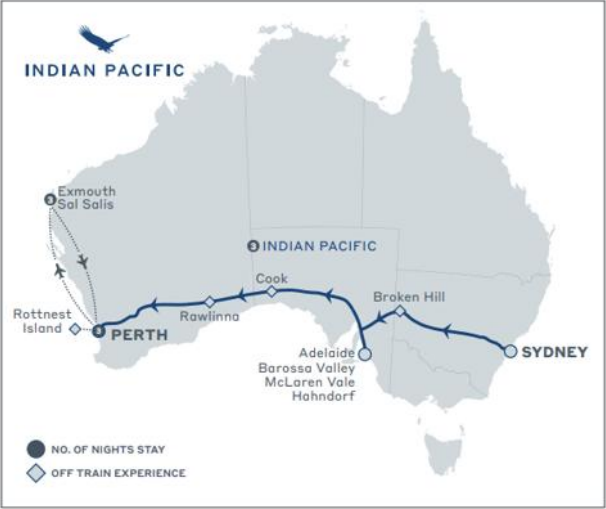 INDIAN PACIFIC
3
Exmouth
Sal Salis
3 INDIAN PACIFIC
Cook
Broken Hill
Rottnest
Island
Rawlinna
PERTH
Adelaide
Barossa Valley
McLaren Vale
Hahndorf
SYDNEY
NO. OF NIGHTS STAY
OFF TRAIN EXPERIENCE